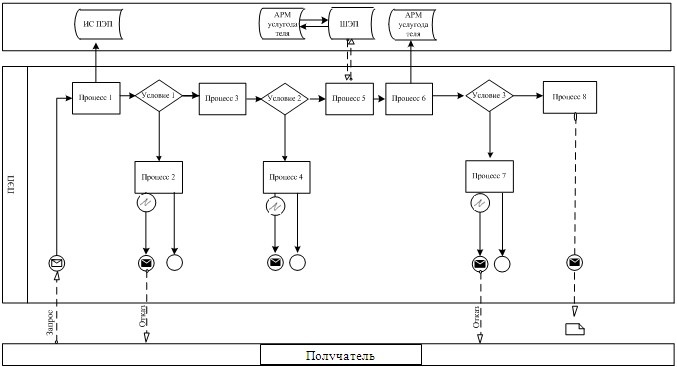 ИС ПЭП
АРМ
услугода
теля
ШЭП
АРМ
услугода
теля
Процесс 1
Условие 1
Процесс 3
Условие 2
Процесс 5
Процесс 6
Условие 3
Процесс 8
Процесс 2
Процесс 4
Процесс 7
ПЭП
Запрос
Отказ
Отказ
Получатель